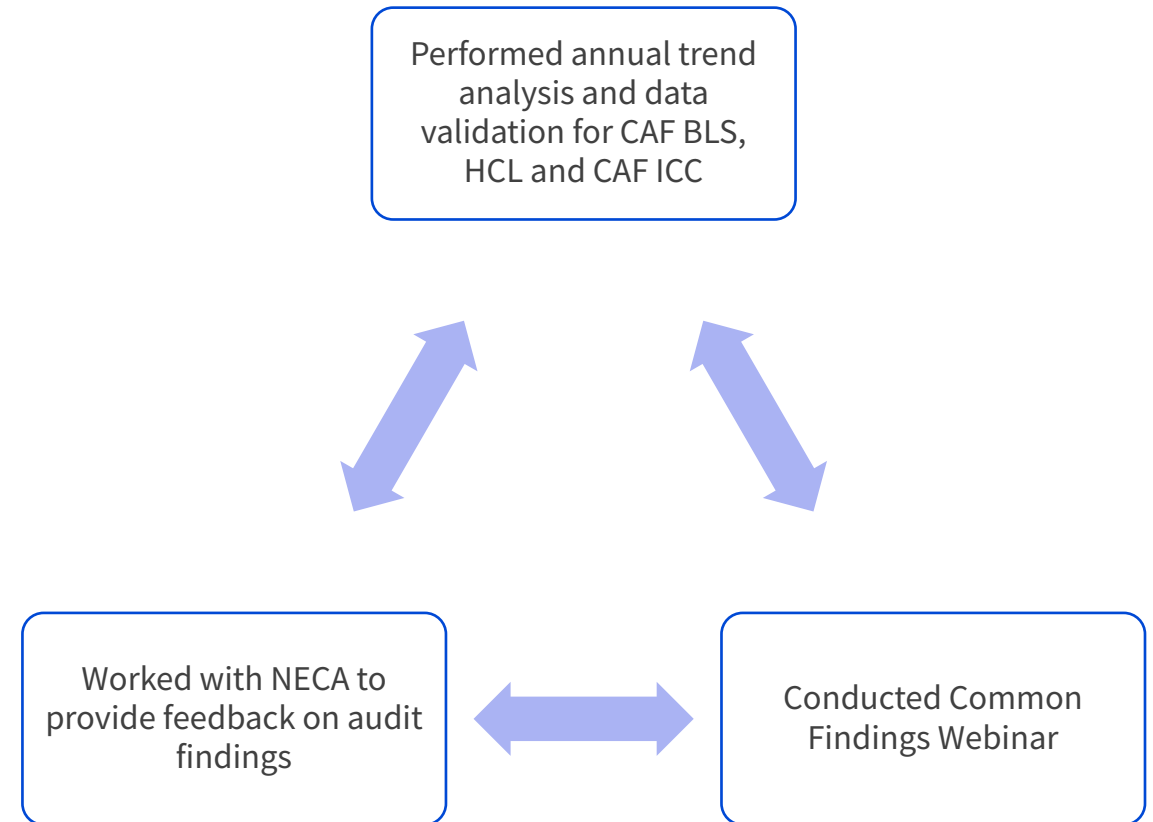 Performed annual trend
analysis and data
validation for CAF BLS,
HCL and CAF ICC
Worked with NECA to
provide feedback on audit
findings
Conducted Common
Findings Webinar